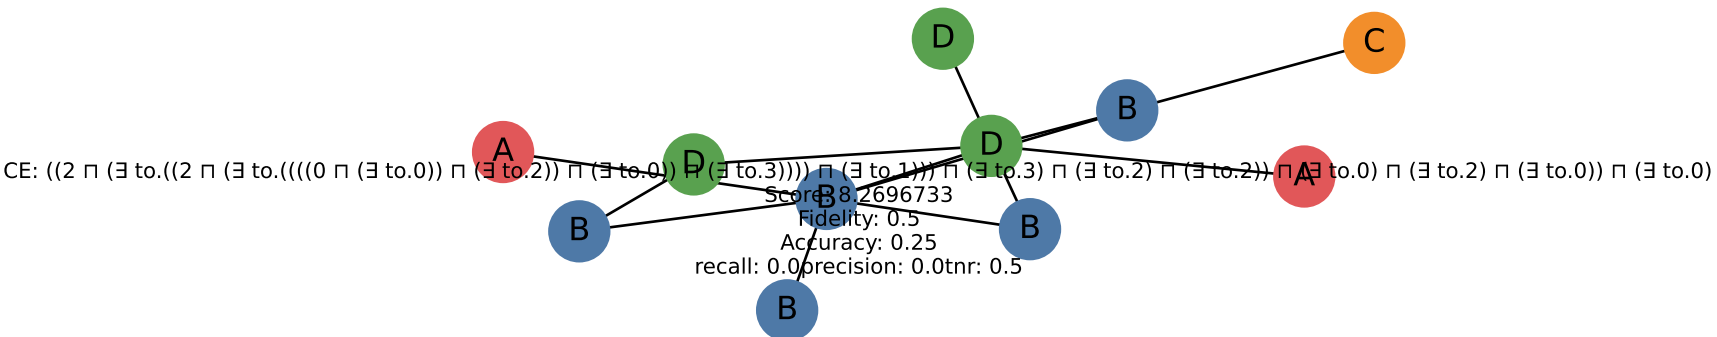 D
C
B
D
A
D
A
CE: ((2 ⊓ (∃ to.((2 ⊓ (∃ to.(((((0 ⊓ (∃ to.0)) ⊓ (∃ to.2)) ⊓ (∃ to.0)) ⊓ (∃ to.3)))) ⊓ (∃ to.1))) ⊓ (∃ to.3) ⊓ (∃ to.2) ⊓ (∃ to.2)) ⊓ (∃ to.0) ⊓ (∃ to.2) ⊓ (∃ to.0)) ⊓ (∃ to.0)
B
Score: 8.2696733
Fidelity: 0.5
B
B
Accuracy: 0.25
recall: 0.0precision: 0.0tnr: 0.5
B